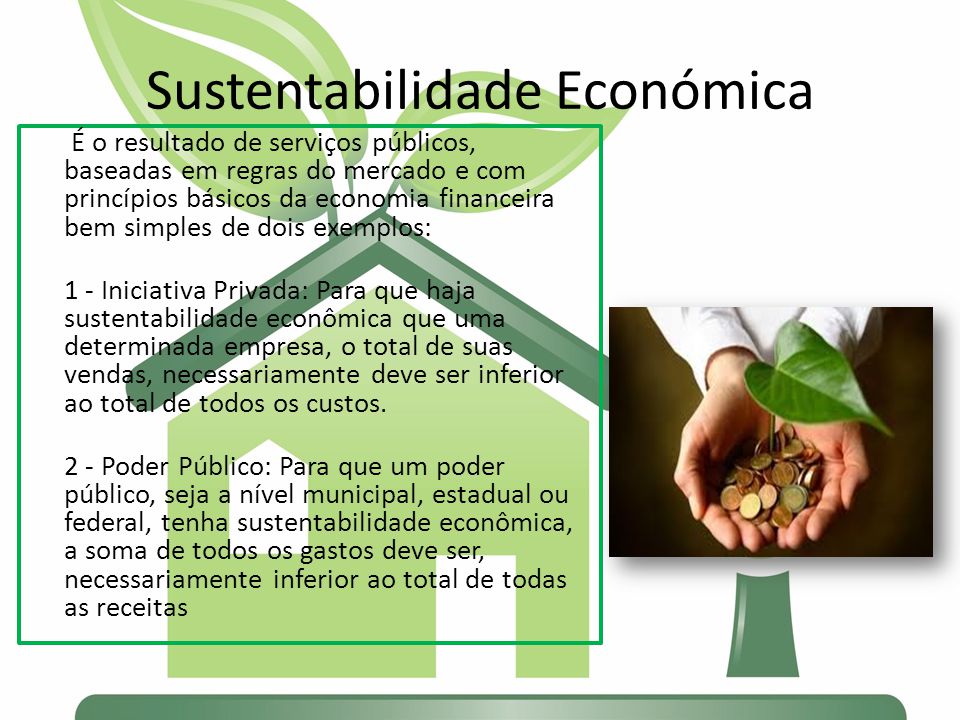 Sustentabilidade Económica
É o resultado de serviços públicos,
baseadas em regras do mercado e com
princípios básicos da economia financeira
bem simples de dois exemplos:
1 - Iniciativa Privada: Para que haja
sustentabilidade econômica que uma
determinada empresa, o total de suas
vendas, necessariamente deve ser inferior
ao total de todos os custos.
2 - Poder Público: Para que um poder
público, seja a nível municipal, estadual ou
federal, tenha sustentabilidade econômica,
a soma de todos os gastos deve ser,
necessariamente inferior ao total de todas
as receitas